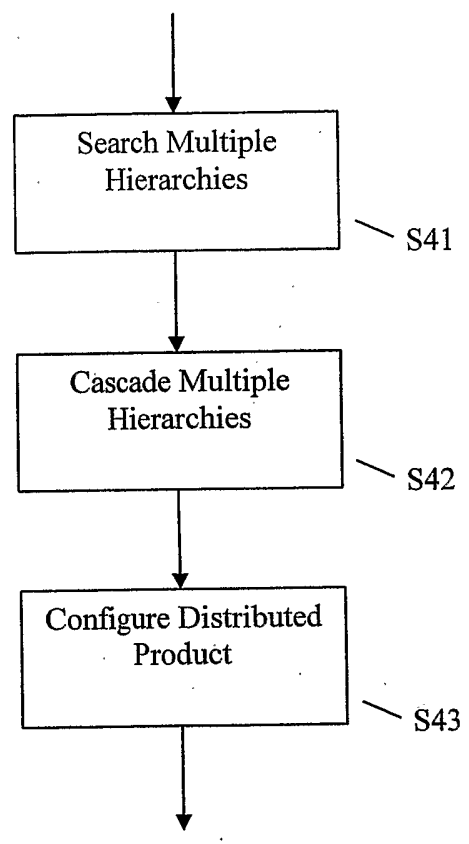 Search Multiple
Hierarchies
S41
Cascade Multiple
Hierarchies
S42
Configure Distributed
Product
S43